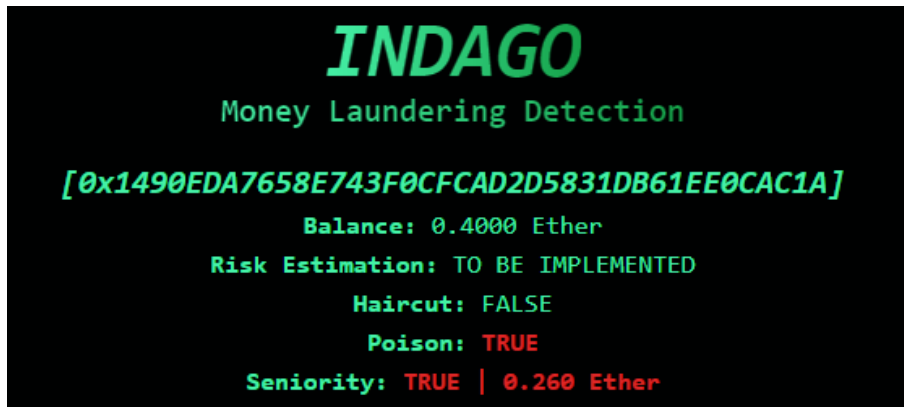 INDAGO
Money Laundering Detection
[0x1490EDA7658E743F0CFCAD2D5831DB61EE0CAC1A]
Balance: 0.4000 Ether
Risk Estimation: TO BE IMPLEMENTED
Haircut: FALSE
Poison: TRUE
Seniority: TRUE | 0.260 Ether